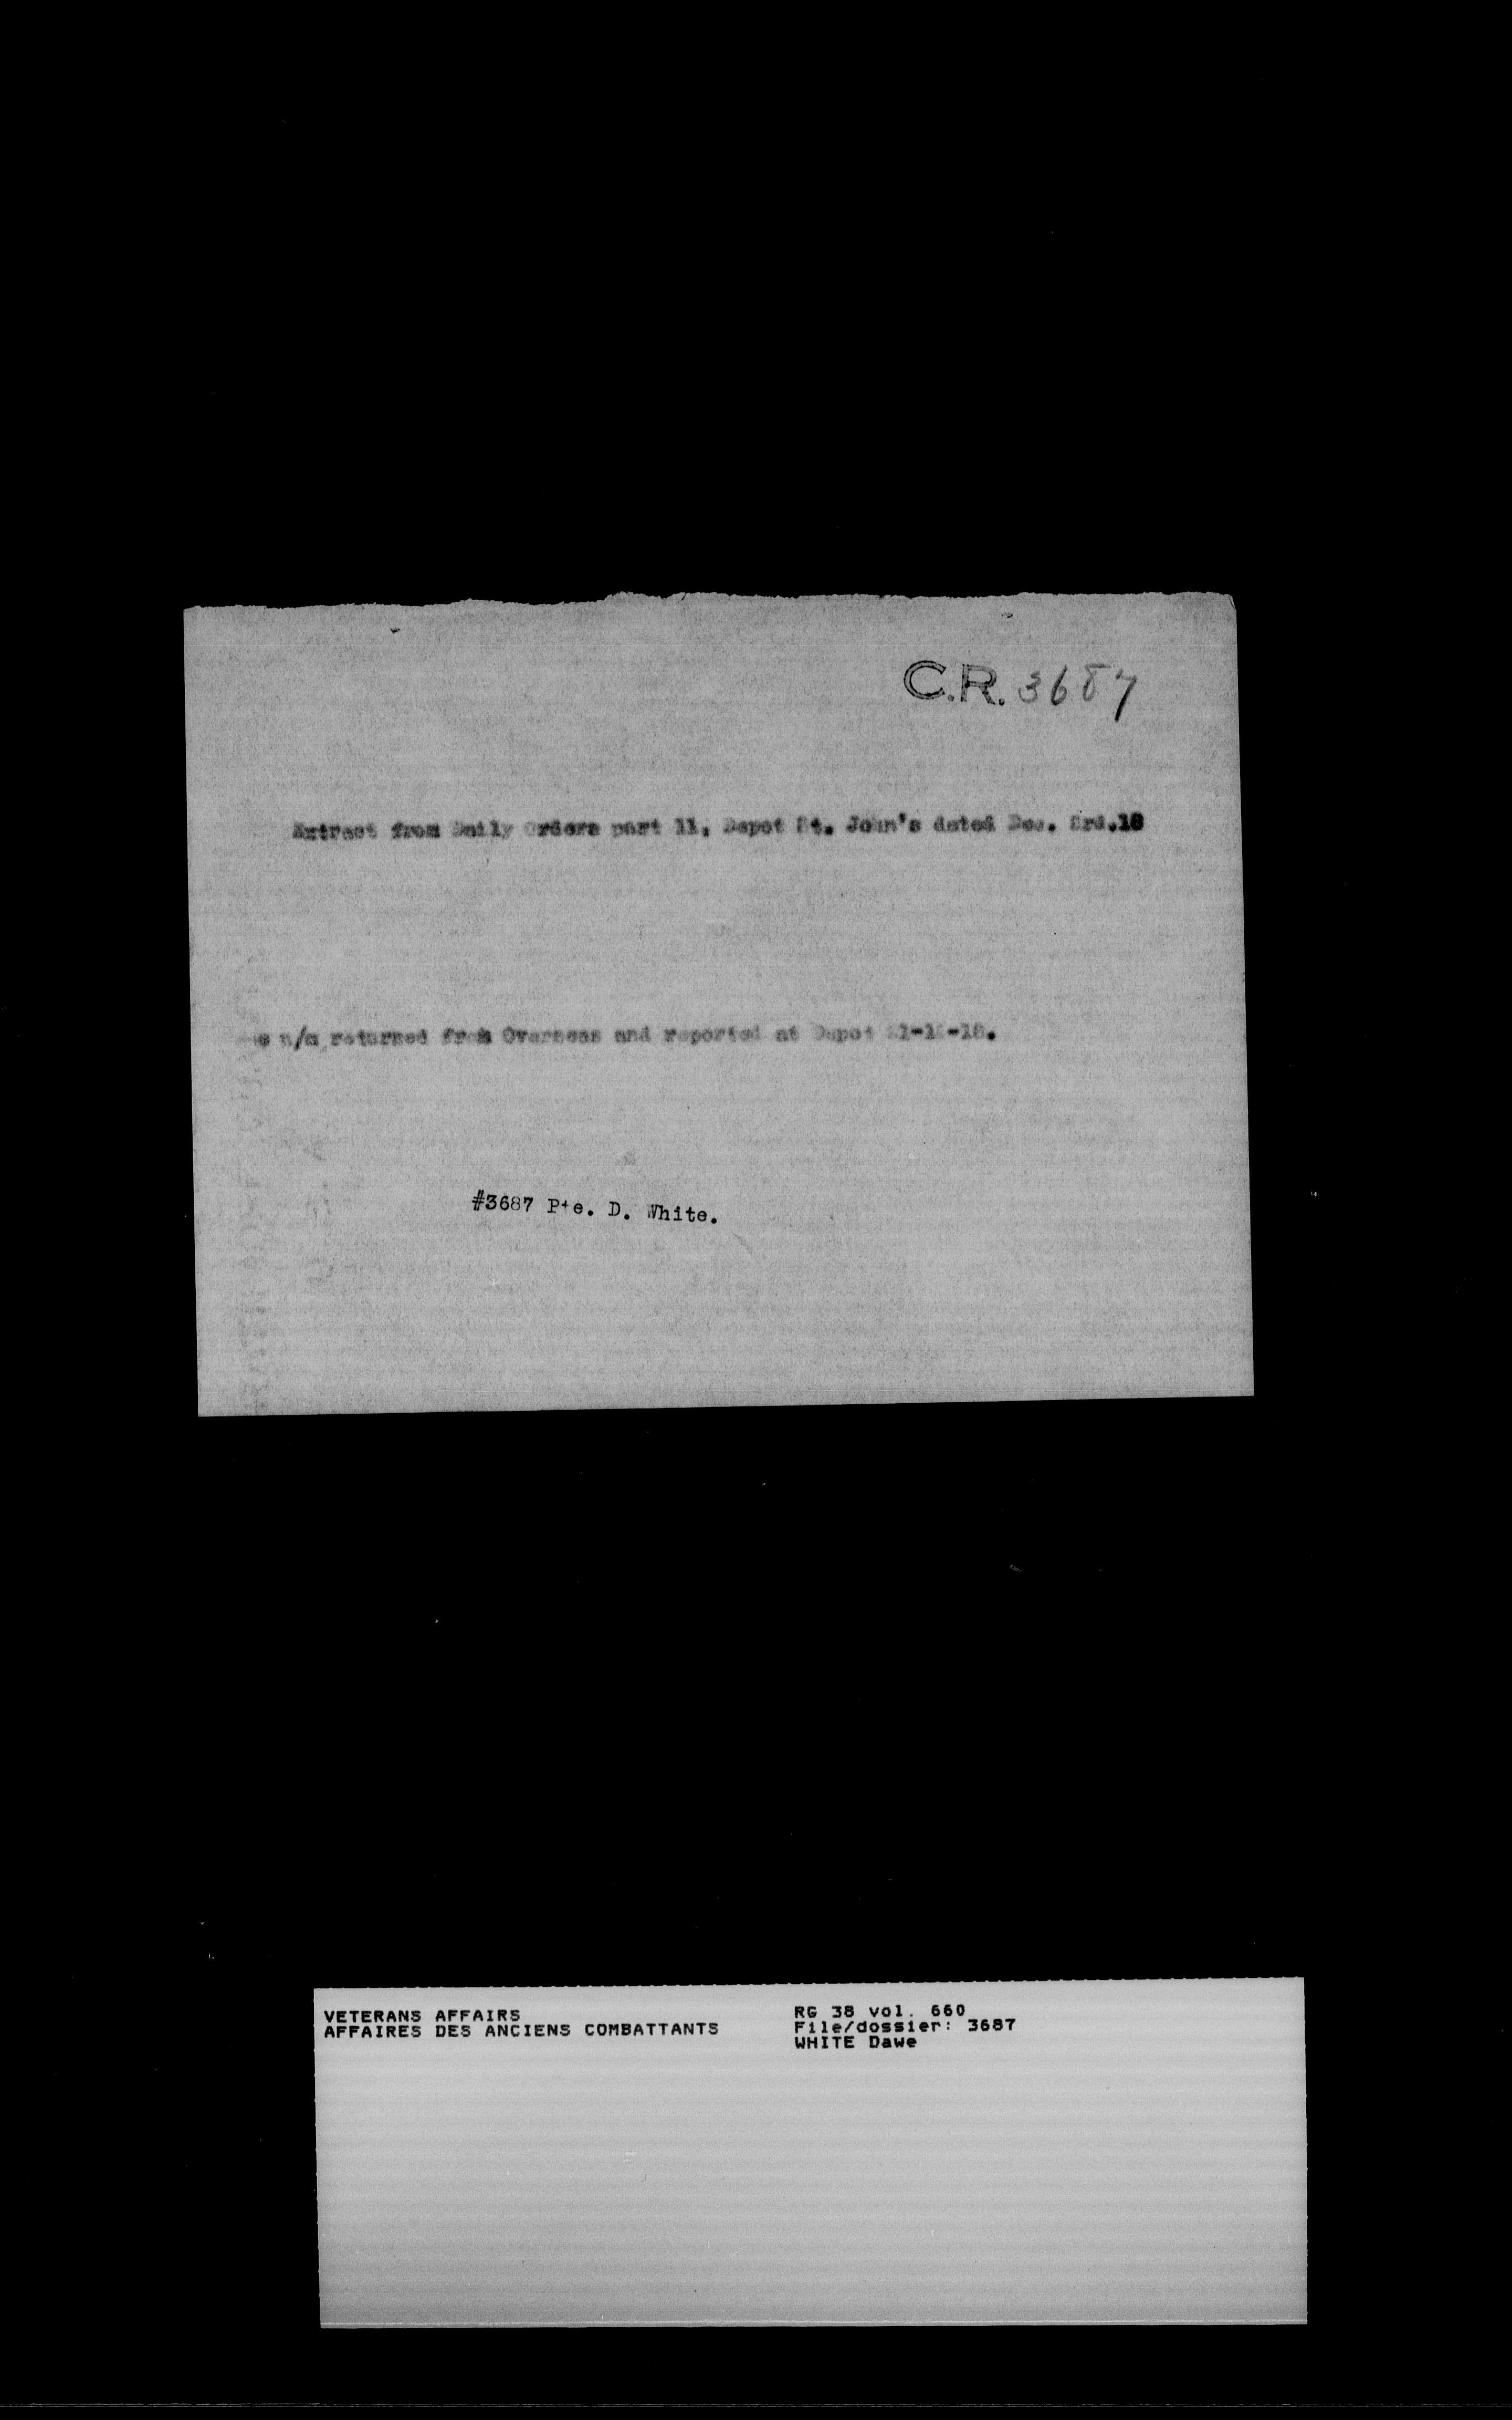 C.R. 3687
Extract from Daily Orders part 11. Depot St. John's dated Dec. 3rd.18
n/m returned from Overseas and reported at Depot
#3687 Pte. D. White.
VETERANS AFFAIRS
AFFAIRES DES ANCIENS COMBATTANTS
RG 38 vol. 660
File/dossier: 3687
WHITE Dawe